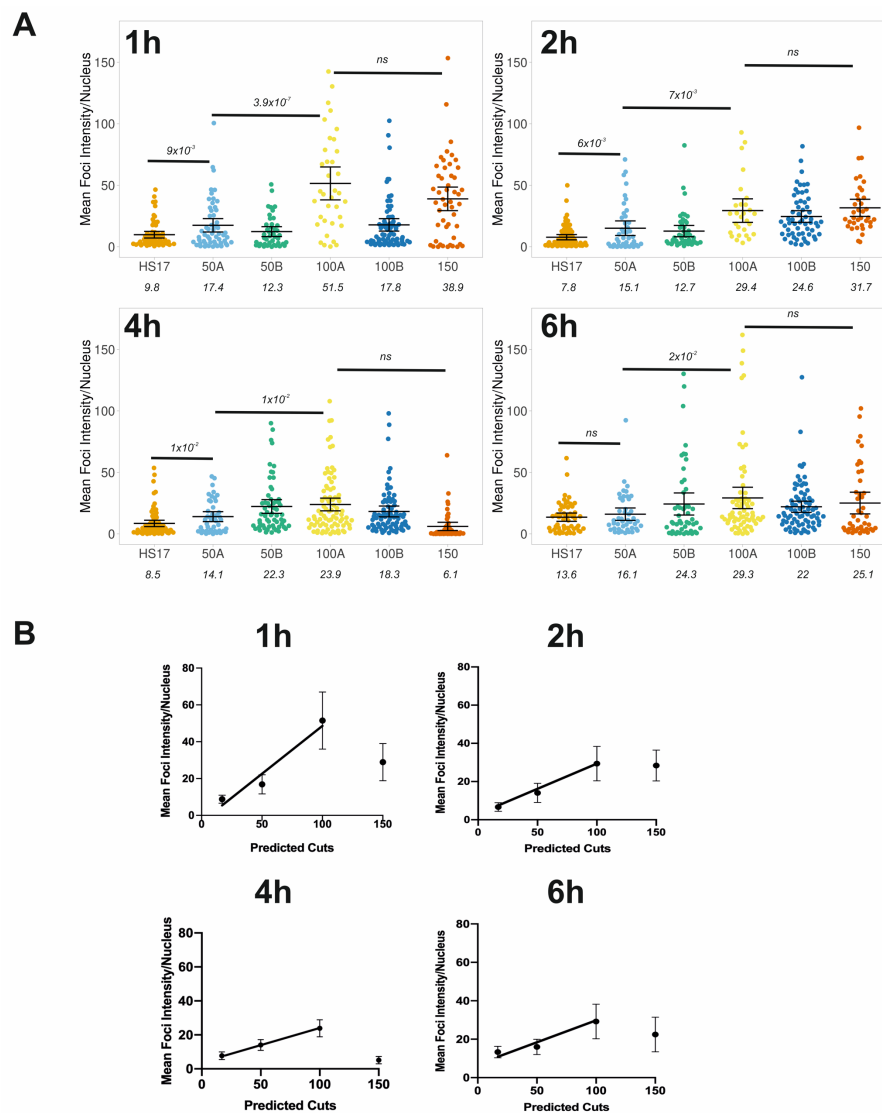 A
1h
Mean Foci Intensity/Nucleus
150
100
50
0
9x10-3
3.9x10-7
ns
HS17 50A 50B 100A 100B 150
9.8 17.4 12.3 51.5 17.8 38.9
2h
Mean Foci Intensity/Nucleus
150
100
50
0
6x10-3
7x10-3
ns
HS17 50A 50B 100A 100B 150
7.8 15.1 12.7 29.4 24.6 31.7
4h
Mean Foci Intensity/Nucleus
150
100
50
0
1x10-2
1x10-2
ns
HS17 50A 50B 100A 100B 150
8.5 14.1 22.3 23.9 18.3 6.1
6h
Mean Foci Intensity/Nucleus
150
100
50
0
ns
2x10-2
ns
HS17 50A 50B 100A 100B 150
13.6 16.1 24.3 29.3 22 25.1
B
1h
Mean Foci Intensity/Nucleus
80
60
40
20
0
0 50 100 150
Predicted Cuts
2h
Mean Foci Intensity/Nucleus
80
60
40
20
0
0 50 100 150
Predicted Cuts
4h
Mean Foci Intensity/Nucleus
80
60
40
20
0
0 50 100 150
Predicted Cuts
6h
Mean Foci Intensity/Nucleus
80
60
40
20
0
0 50 100 150
Predicted Cuts